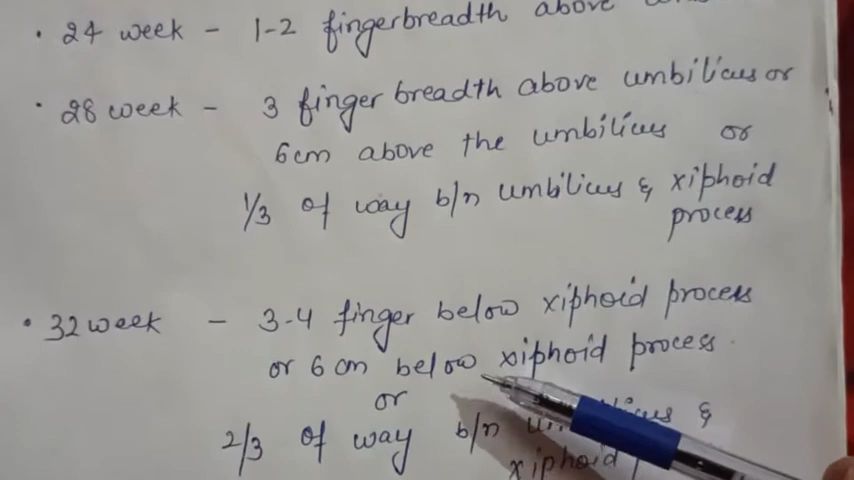 • 24 week - 1-2 fingerbreadth above
• 28 week - 3 finger breadth above umbilicus or
6cm above the umbilicus or
1/3 of way b/n umbilicus & xiphoid
process
• 32 week - 3-4 finger below xiphoid process
or 6 cm below xiphoid process.
or
2/3 of way b/n &
xiphoid